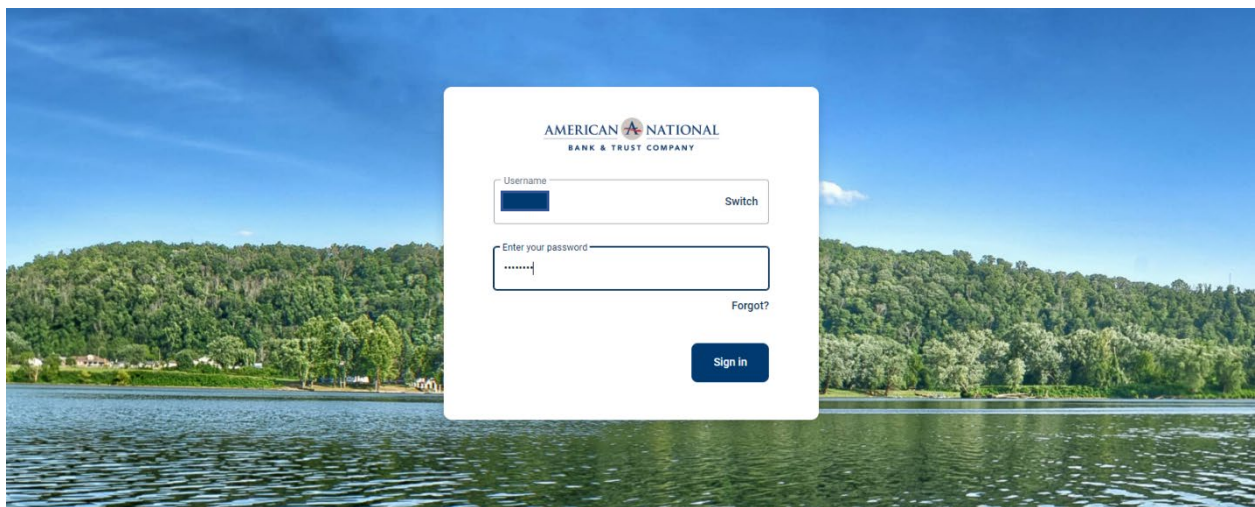 AMERICAN A NATIONAL
BANK & TRUST COMPANY
Username
Switch
Enter your password
········
Forgot?
Sign in